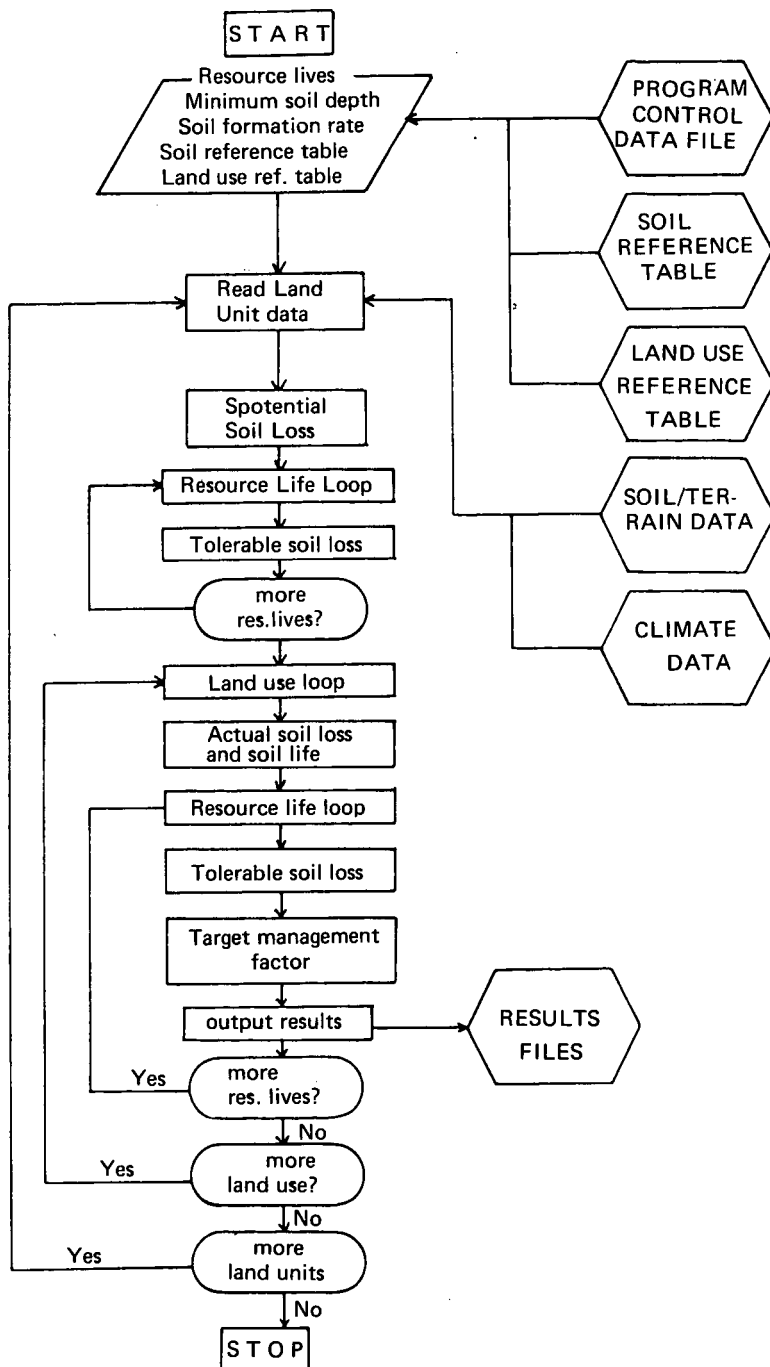 START
Resource lives
Minimum soil depth
Soil formation rate
Soil reference table
Land use ref. table
PROGRAM
CONTROL
DATA FILE
SOIL
REFERENCE
TABLE
Read Land
Unit data
LAND USE
REFERENCE
TABLE
Spotential
Soil Loss
Resource Life Loop
SOIL/TER-
RAIN DATA
Tolerable soil loss
more
res.lives?
CLIMATE
DATA
Land use loop
Actual soil loss
and soil life
Resource life loop
Tolerable soil loss
Target management
factor
output results
RESULTS
FILES
Yes
more
res. lives?
No
Yes
more
land use?
No
Yes
more
land units
No
STOP